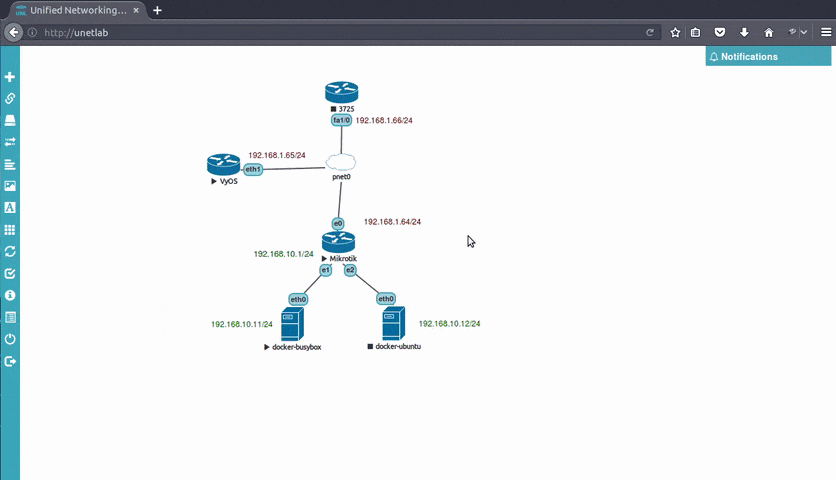 Unified Networking...
http://unetlab
Notifications
3725
fa1/0
192.168.1.66/24
192.168.1.65/24
eth1
VyOS
pnet0
e0
192.168.1.64/24
192.168.10.1/24
Mikrotik
e1
e2
eth0
eth0
192.168.10.11/24
192.168.10.12/24
docker-busybox
docker-ubuntu